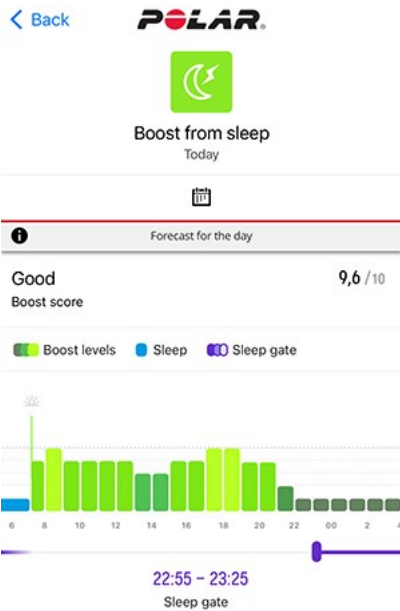 Back
POLAR
Boost from sleep
Today
Forecast for the day
Good 9,6 /10
Boost score
Boost levels Sleep Sleep gate
6 8 10 12 14 16 18 20 22 00 2 4
22:55 – 23:25
Sleep gate